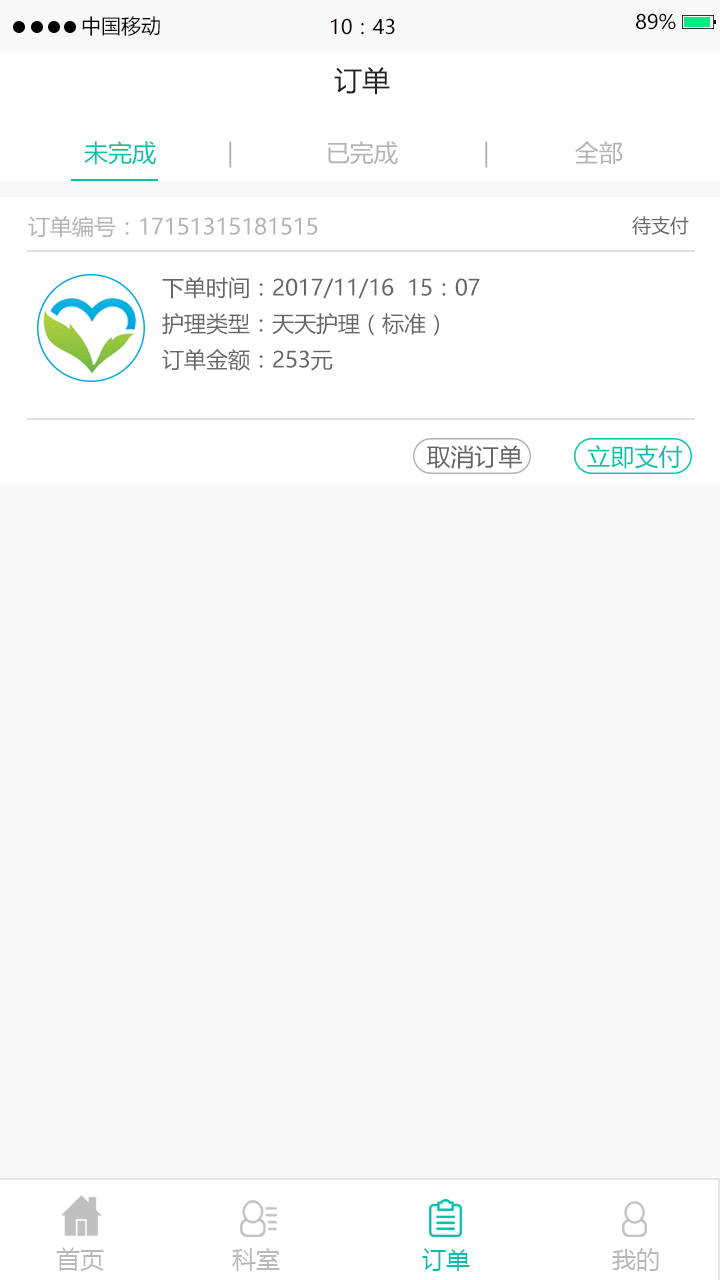 中国移动 10：43 89%
订单
未完成 | 已完成 | 全部
订单编号：17151315181515 待支付
下单时间：2017/11/16 15：07
护理类型：天天护理（标准）
订单金额：253元
取消订单 立即支付
首页 科室 订单 我的